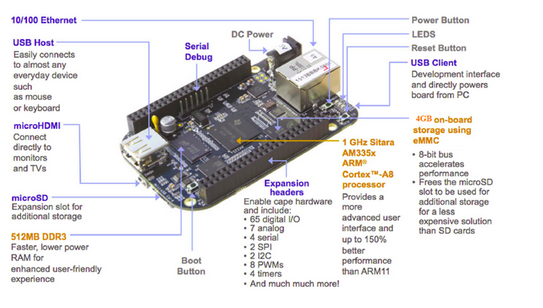 10/100 Ethernet
USB Host
Easily connects
to almost any
everyday device
such
as mouse
or keyboard
microHDMI
Connect
directly to
monitors
and TVs
microSD
Expansion slot for
additional storage
512MB DDR3
Faster, lower power
RAM for
enhanced user-friendly
experience
Serial
Debug
DC Power
Boot
Button
Expansion
headers
Enable cape hardware
and include:
• 65 digital I/O
• 7 analog
• 4 serial
• 2 SPI
• 2 I2C
• 8 PWMs
• 4 timers
• And much much more!
1 GHz Sitara
AM335x
ARM®
Cortex™-A8
processor
Provides a
more
advanced user
interface and
up to 150%
better
performance
than ARM11
Power Button
LEDS
Reset Button
USB Client
Development interface
and directly powers
board from PC
4GB on-board
storage using
eMMC
• 8-bit bus
accelerates
performance
• Frees the microSD
slot to be used for
additional storage
for a less
expensive solution
than SD cards